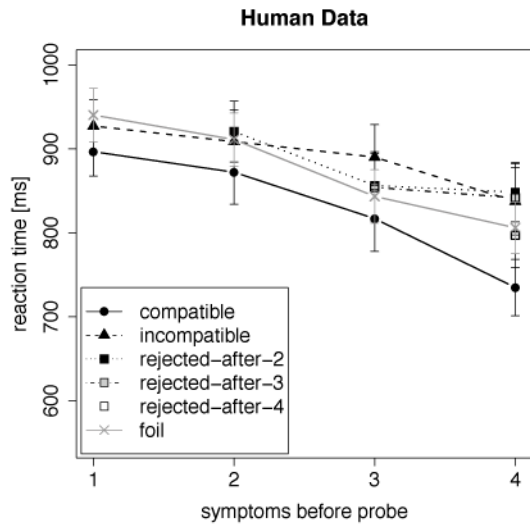 Human Data
reaction time [ms]
1000
900
800
700
600
compatible
incompatible
rejected-after-2
rejected-after-3
rejected-after-4
foil
1 2 3 4
symptoms before probe